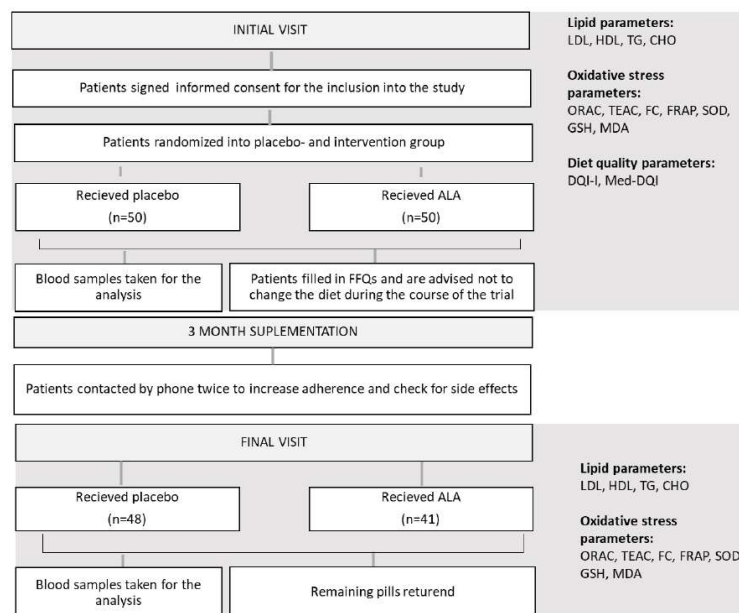 INITIAL VISIT
Patients signed informed consent for the inclusion into the study
Patients randomized into placebo- and intervention group
Recieved placebo
(n=50)
Recieved ALA
(n=50)
Blood samples taken for the
analysis
Patients filled in FFQs and are advised not to
change the diet during the course of the trial
Lipid parameters:
LDL, HDL, TG, CHO
Oxidative stress
parameters:
ORAC, TEAC, FC, FRAP, SOD,
GSH, MDA
Diet quality parameters:
DQI-I, Med-DQI
3 MONTH SUPLEMENTATION
Patients contacted by phone twice to increase adherence and check for side effects
FINAL VISIT
Recieved placebo
(n=48)
Recieved ALA
(n=41)
Blood samples taken for the
analysis
Remaining pills returend
Lipid parameters:
LDL, HDL, TG, CHO
Oxidative stress
parameters:
ORAC, TEAC, FC, FRAP, SOD
GSH, MDA